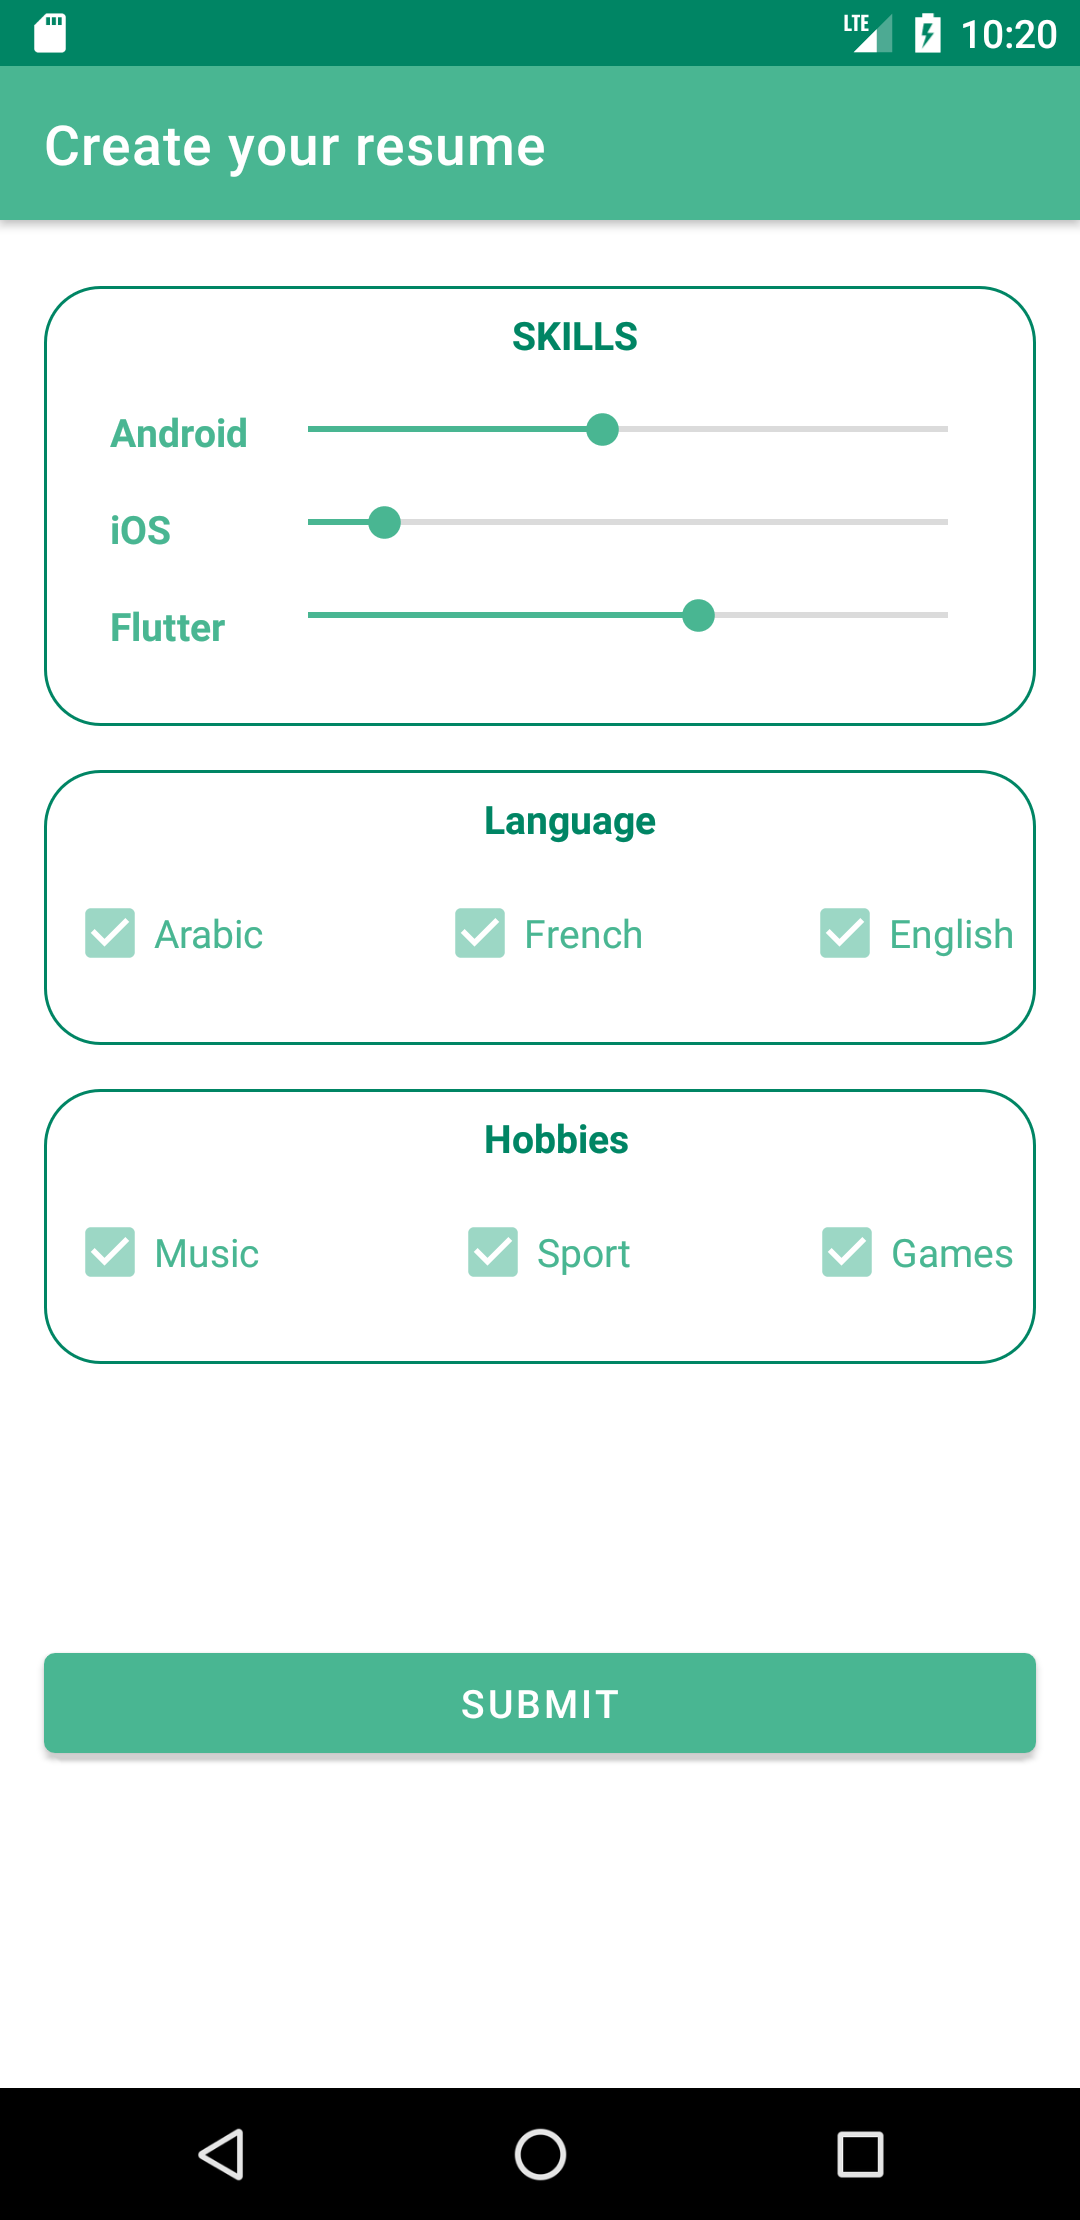 LTE 10:20
Create your resume
SKILLS
Android
iOS
Flutter
Language
Arabic French English
Hobbies
Music Sport Games
SUBMIT